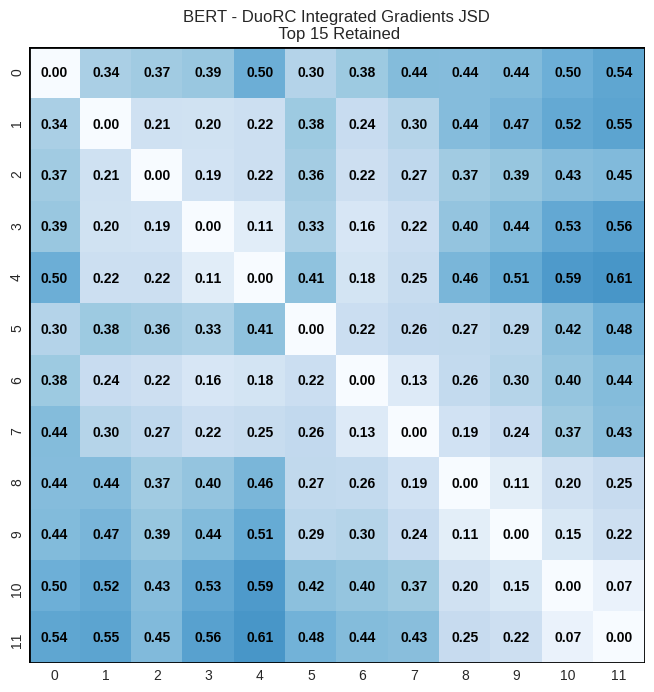 BERT - DuoRC Integrated Gradients JSD
Top 15 Retained
0 0.00 0.34 0.37 0.39 0.50 0.30 0.38 0.44 0.44 0.44 0.50 0.54
1 0.34 0.00 0.21 0.20 0.22 0.38 0.24 0.30 0.44 0.47 0.52 0.55
2 0.37 0.21 0.00 0.19 0.22 0.36 0.22 0.27 0.37 0.39 0.43 0.45
3 0.39 0.20 0.19 0.00 0.11 0.33 0.16 0.22 0.40 0.44 0.53 0.56
4 0.50 0.22 0.22 0.11 0.00 0.41 0.18 0.25 0.46 0.51 0.59 0.61
5 0.30 0.38 0.36 0.33 0.41 0.00 0.22 0.26 0.27 0.29 0.42 0.48
6 0.38 0.24 0.22 0.16 0.18 0.22 0.00 0.13 0.26 0.30 0.40 0.44
7 0.44 0.30 0.27 0.22 0.25 0.26 0.13 0.00 0.19 0.24 0.37 0.43
8 0.44 0.44 0.37 0.40 0.46 0.27 0.26 0.19 0.00 0.11 0.20 0.25
9 0.44 0.47 0.39 0.44 0.51 0.29 0.30 0.24 0.11 0.00 0.15 0.22
10 0.50 0.52 0.43 0.53 0.59 0.42 0.40 0.37 0.20 0.15 0.00 0.07
11 0.54 0.55 0.45 0.56 0.61 0.48 0.44 0.43 0.25 0.22 0.07 0.00
0 1 2 3 4 5 6 7 8 9 10 11